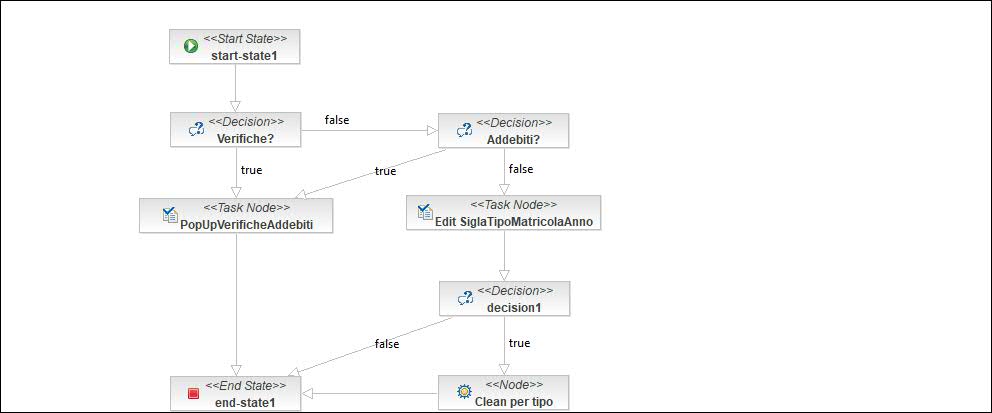 <<Start State>>
start-state1
<<Decision>>
Verifiche?
false
<<Decision>>
Addebiti?
true
true
false
<<Task Node>>
PopUpVerificheAddebiti
<<Task Node>>
Edit SiglaTipoMatricolaAnno
<<Decision>>
decision1
false
true
<<End State>>
end-state1
<<Node>>
Clean per tipo